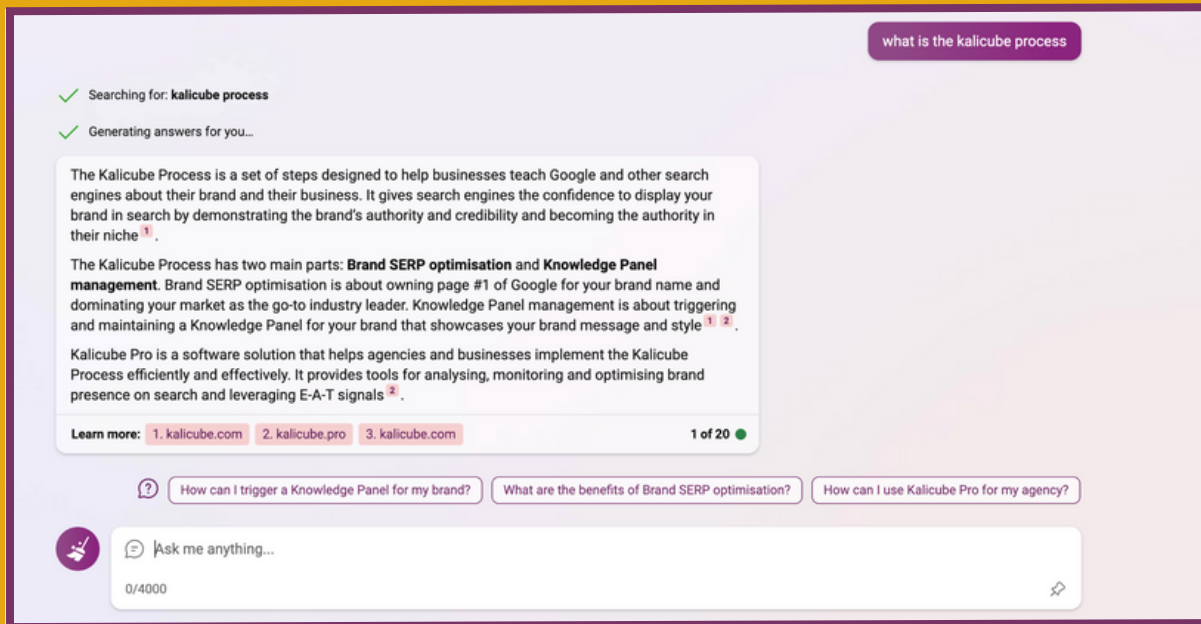 what is the kalicube process
Searching for: kalicube process
Generating answers for you...
The Kalicube Process is a set of steps designed to help businesses teach Google and other search
engines about their brand and their business. It gives search engines the confidence to display your
brand in search by demonstrating the brand's authority and credibility and becoming the authority in
their niche 1 .
The Kalicube Process has two main parts: Brand SERP optimisation and Knowledge Panel
management. Brand SERP optimisation is about owning page #1 of Google for your brand name and
dominating your market as the go-to industry leader. Knowledge Panel management is about triggering
and maintaining a Knowledge Panel for your brand that showcases your brand message and style 1 2 .
Kalicube Pro is a software solution that helps agencies and businesses implement the Kalicube
Process efficiently and effectively. It provides tools for analysing, monitoring and optimising brand
presence on search and leveraging E-A-T signals 2 .
Learn more: 1. kalicube.com 2. kalicube.pro 3. kalicube.com 1 of 20
How can I trigger a Knowledge Panel for my brand? What are the benefits of Brand SERP optimisation? How can I use Kalicube Pro for my agency?
Ask me anything...
0/4000